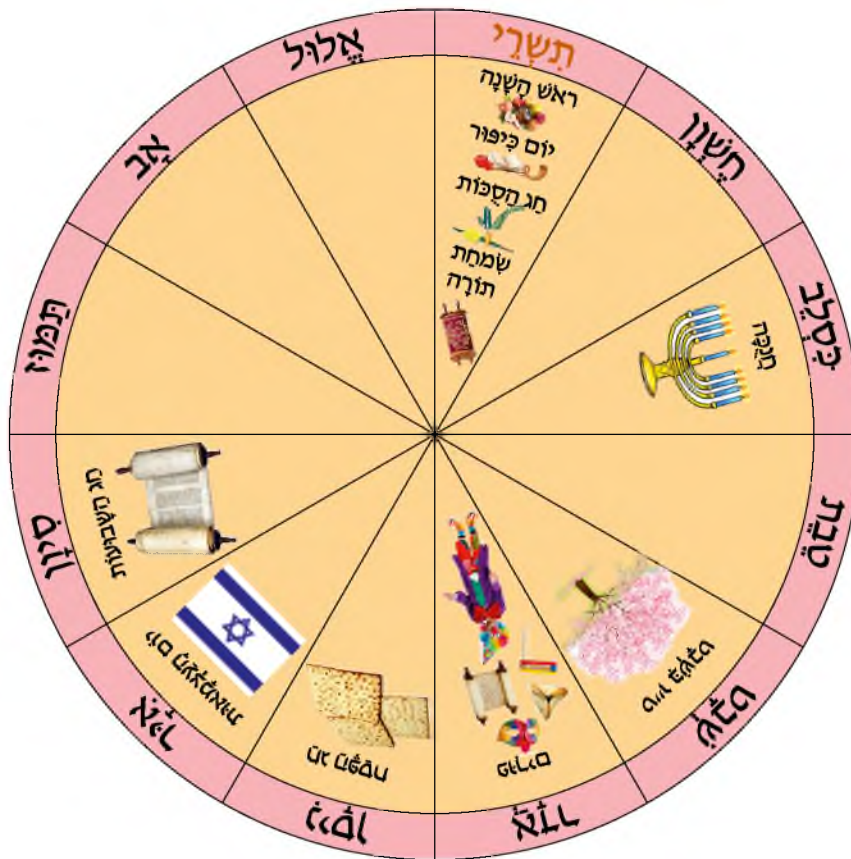 תִּשְׁרֵי
רֹאשׁ הַשָּׁנָה
יוֹם כִּיפּוּר
חַג הַסֻּכּוֹת
שִׂמְחַת
תּוֹרָה
חֶשְׁוָן
כִּסְלֵב
חֲנֻכָּה
טֵבֵת
שְׁבָט
ט"וּ בִּשְׁבָט
אֲדָר
פּוּרִים
נִיסָן
חַג הַפֶּסַח
אִיָּר
יוֹם הָעַצְמָאוּת
סִיוָן
חַג הַשָּׁבוּעוֹת
תַּמּוּז
אָב
אֱלוּל